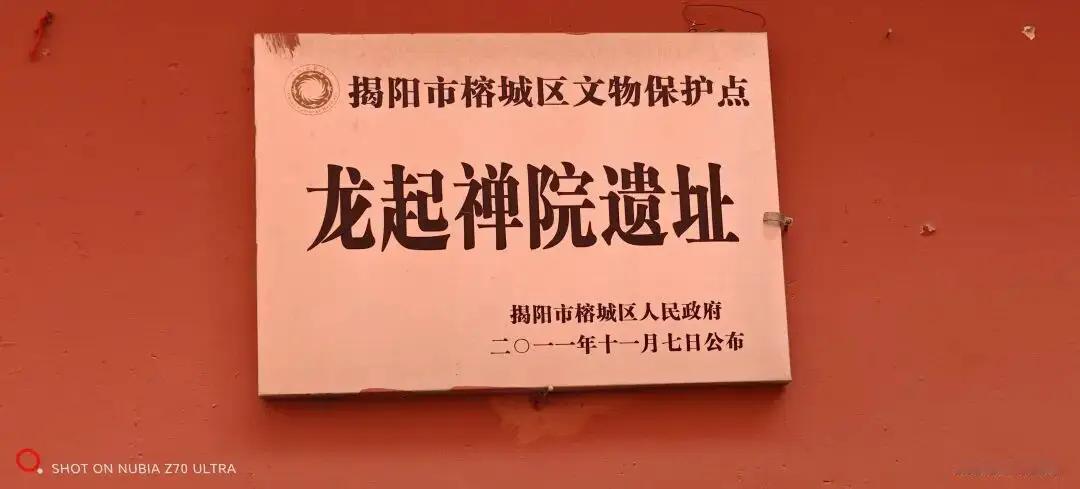 揭阳市榕城区文物保护点
龙起禅院遗址
揭阳市榕城区人民政府
二〇一一年十一月七日公布
SHOT ON NUBIA Z70 ULTRA